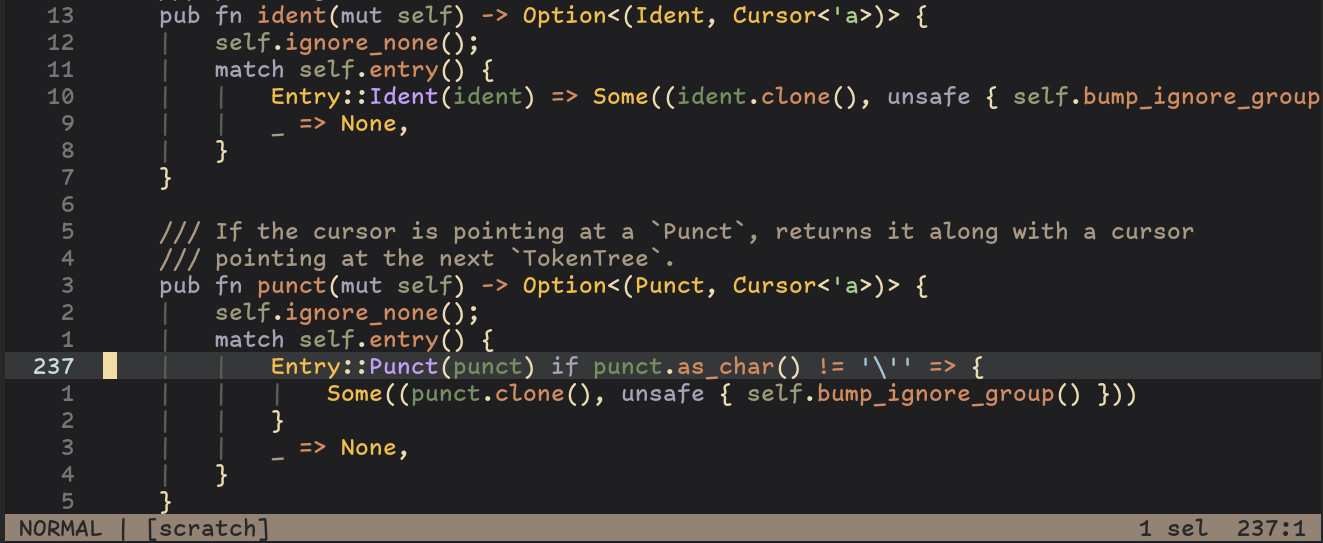 13 pub fn ident(mut self) -> Option<(Ident, Cursor<'a>)> {
12 self.ignore_none();
11 match self.entry() {
10 Entry::Ident(ident) => Some((ident.clone(), unsafe { self.bump_ignore_group
9 _ => None,
8 }
7 }
6
5 /// If the cursor is pointing at a `Punct`, returns it along with a cursor
4 /// pointing at the next `TokenTree`.
3 pub fn punct(mut self) -> Option<(Punct, Cursor<'a>)> {
2 self.ignore_none();
1 match self.entry() {
237 Entry::Punct(punct) if punct.as_char() != '\'' => {
1 Some((punct.clone(), unsafe { self.bump_ignore_group() }))
2 }
3 _ => None,
4 }
5 }
NORMAL | [scratch] 1 sel 237:1